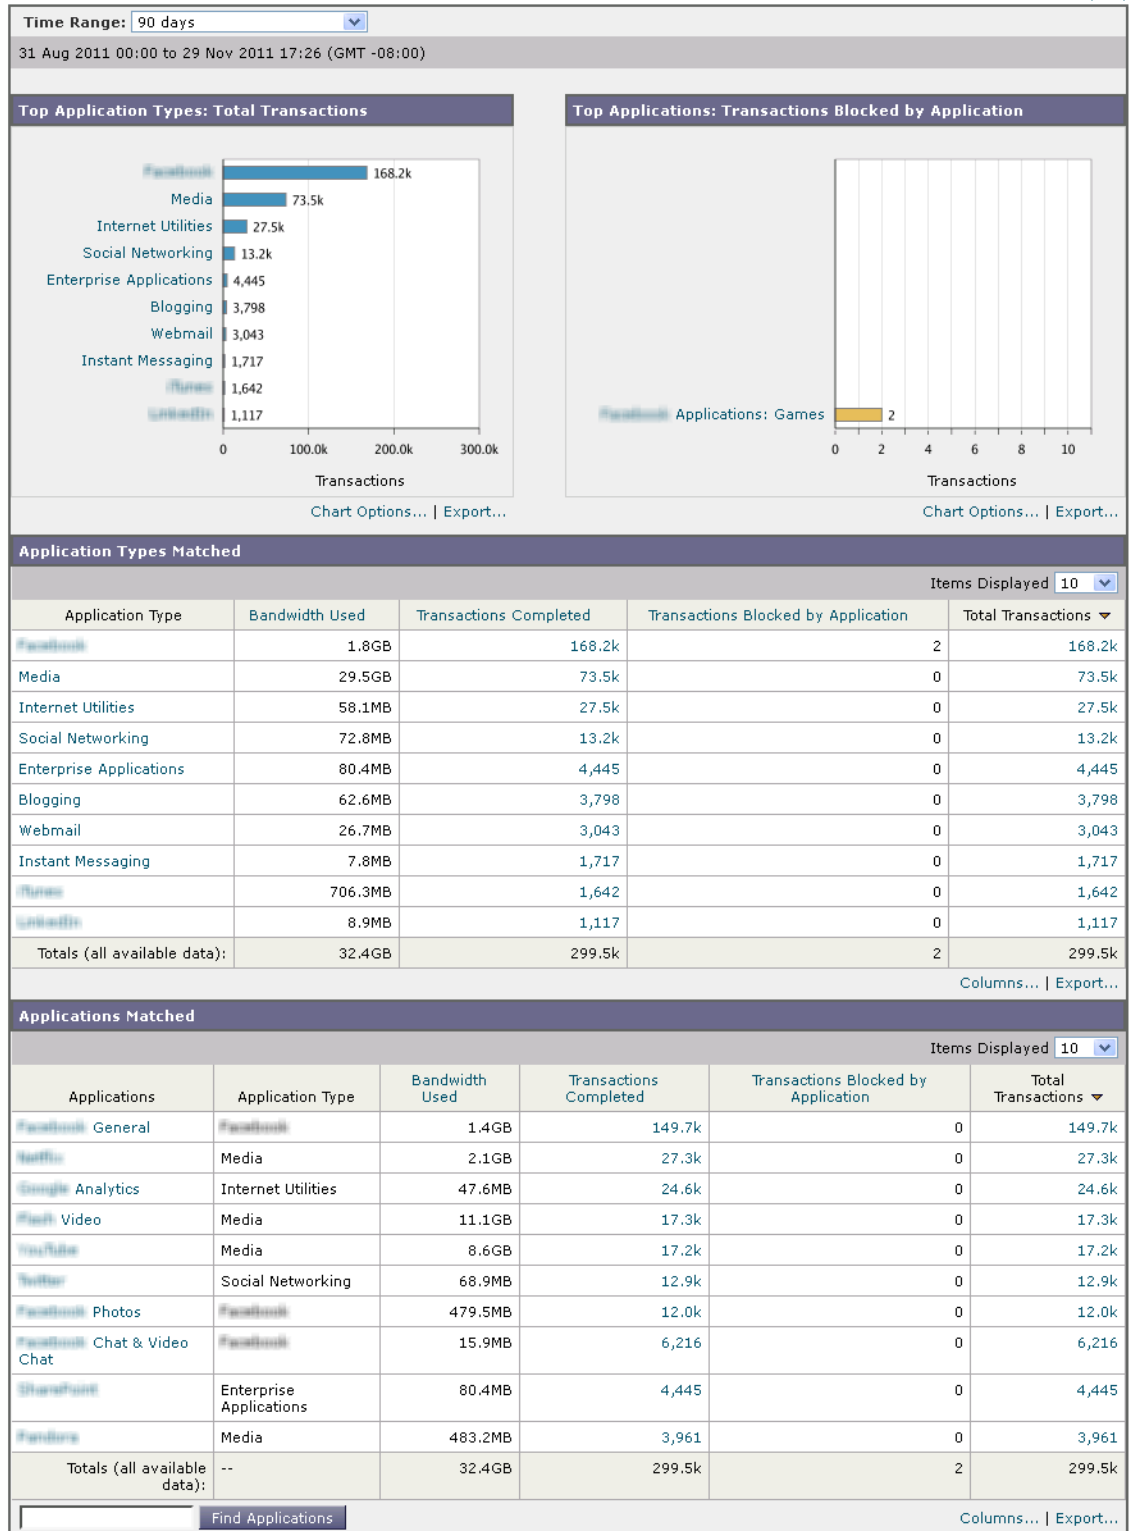 Time Range: 90 days
31 Aug 2011 00:00 to 29 Nov 2011 17:26 (GMT -08:00)
Top Application Types: Total Transactions
168.2k
Media 73.5k
Internet Utilities 27.5k
Social Networking 13.2k
Enterprise Applications 4,445
Blogging 3,798
Webmail 3,043
Instant Messaging 1,717
1,642
1,117
0 100.0k 200.0k 300.0k
Transactions
Chart Options... | Export...
Top Applications: Transactions Blocked by Application
Applications: Games 2
0 2 4 6 8 10
Transactions
Chart Options... | Export...
Application Types Matched
Items Displayed 10
Application Type Bandwidth Used Transactions Completed Transactions Blocked by Application Total Transactions
1.8GB 168.2k 2 168.2k
Media 29.5GB 73.5k 0 73.5k
Internet Utilities 58.1MB 27.5k 0 27.5k
Social Networking 72.8MB 13.2k 0 13.2k
Enterprise Applications 80.4MB 4,445 0 4,445
Blogging 62.6MB 3,798 0 3,798
Webmail 26.7MB 3,043 0 3,043
Instant Messaging 7.8MB 1,717 0 1,717
706.3MB 1,642 0 1,642
8.9MB 1,117 0 1,117
Totals (all available data): 32.4GB 299.5k 2 299.5k
Columns... | Export...
Applications Matched
Items Displayed 10
Applications Application Type Bandwidth Used Transactions Completed Transactions Blocked by Application Total Transactions
General 1.4GB 149.7k 0 149.7k
Media 2.1GB 27.3k 0 27.3k
Analytics Internet Utilities 47.6MB 24.6k 0 24.6k
Video Media 11.1GB 17.3k 0 17.3k
Media 8.6GB 17.2k 0 17.2k
Social Networking 68.9MB 12.9k 0 12.9k
Photos 479.5MB 12.0k 0 12.0k
Chat & Video Chat 15.9MB 6,216 0 6,216
Enterprise Applications 80.4MB 4,445 0 4,445
Media 483.2MB 3,961 0 3,961
Totals (all available data): -- 32.4GB 299.5k 2 299.5k
Find Applications
Columns... | Export...